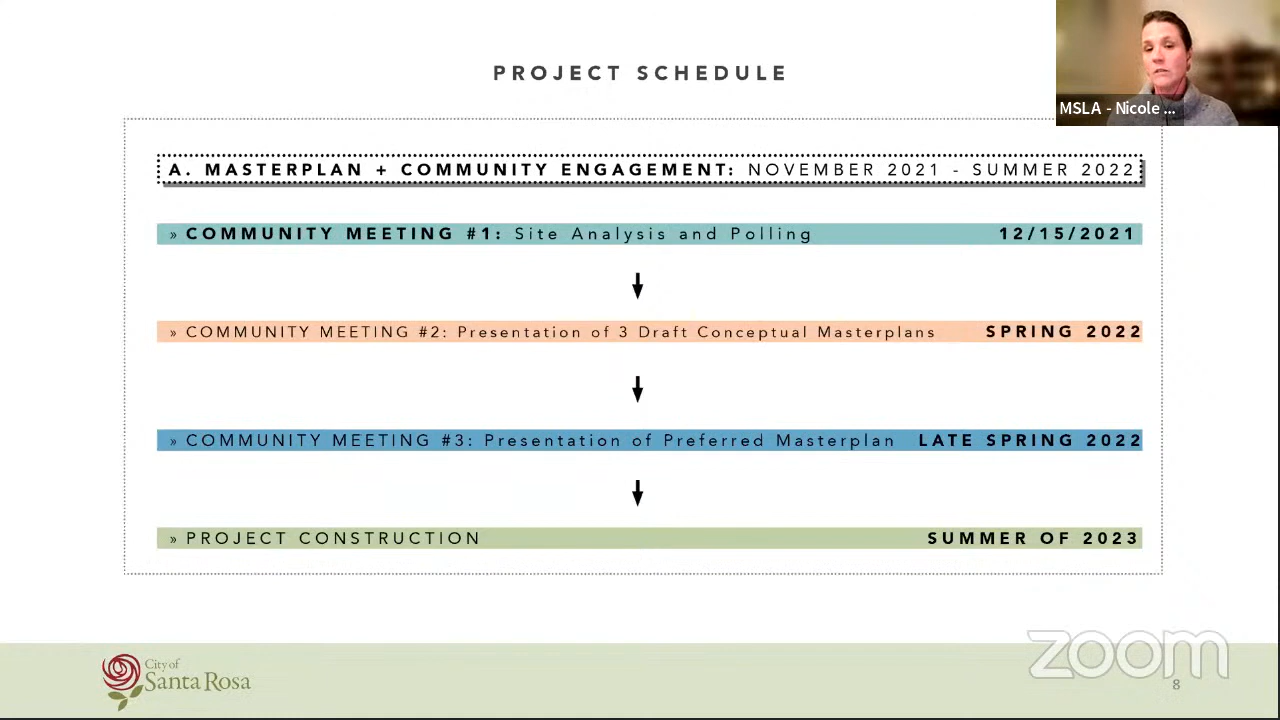 PROJECT SCHEDULE
MSLA - Nicole ...
A. MASTERPLAN + COMMUNITY ENGAGEMENT: NOVEMBER 2021 - SUMMER 2022
» COMMUNITY MEETING #1: Site Analysis and Polling 12/15/2021
» COMMUNITY MEETING #2: Presentation of 3 Draft Conceptual Masterplans SPRING 2022
» COMMUNITY MEETING #3: Presentation of Preferred Masterplan LATE SPRING 2022
» PROJECT CONSTRUCTION SUMMER OF 2023
City of
Santa Rosa
zoom
8